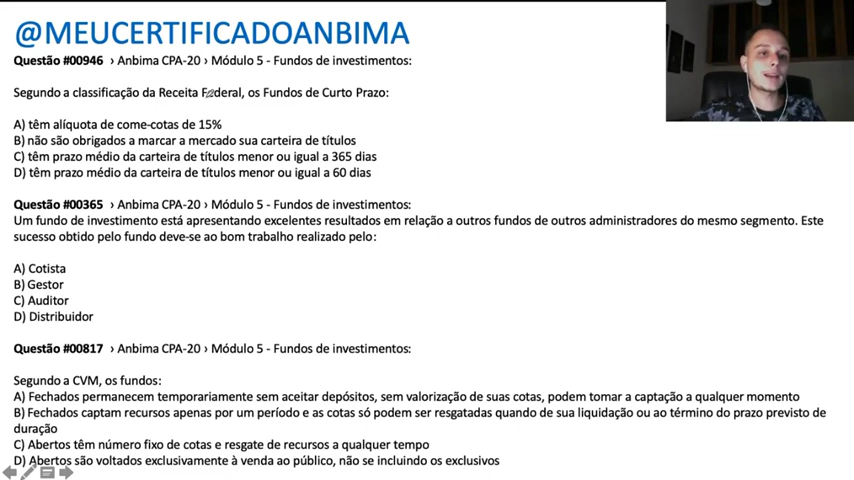 @MEUCERTIFICADOANBIMA
Questão #00946 › Anbima CPA-20 › Módulo 5 - Fundos de investimentos:
Segundo a classificação da Receita Federal, os Fundos de Curto Prazo:
A) têm alíquota de come-cotas de 15%
B) não são obrigados a marcar a mercado sua carteira de títulos
C) têm prazo médio da carteira de títulos menor ou igual a 365 dias
D) têm prazo médio da carteira de títulos menor ou igual a 60 dias
Questão #00365 › Anbima CPA-20 › Módulo 5 - Fundos de investimentos:
Um fundo de investimento está apresentando excelentes resultados em relação a outros fundos de outros administradores do mesmo segmento. Este
sucesso obtido pelo fundo deve-se ao bom trabalho realizado pelo:
A) Cotista
B) Gestor
C) Auditor
D) Distribuidor
Questão #00817 › Anbima CPA-20 › Módulo 5 - Fundos de investimentos:
Segundo a CVM, os fundos:
A) Fechados permanecem temporariamente sem aceitar depósitos, sem valorização de suas cotas, podem tomar a captação a qualquer momento
B) Fechados captam recursos apenas por um período e as cotas só podem ser resgatadas quando de sua liquidação ou ao término do prazo previsto de
duração
C) Abertos têm número fixo de cotas e resgate de recursos a qualquer tempo
D) Abertos são voltados exclusivamente à venda ao público, não se incluindo os exclusivos